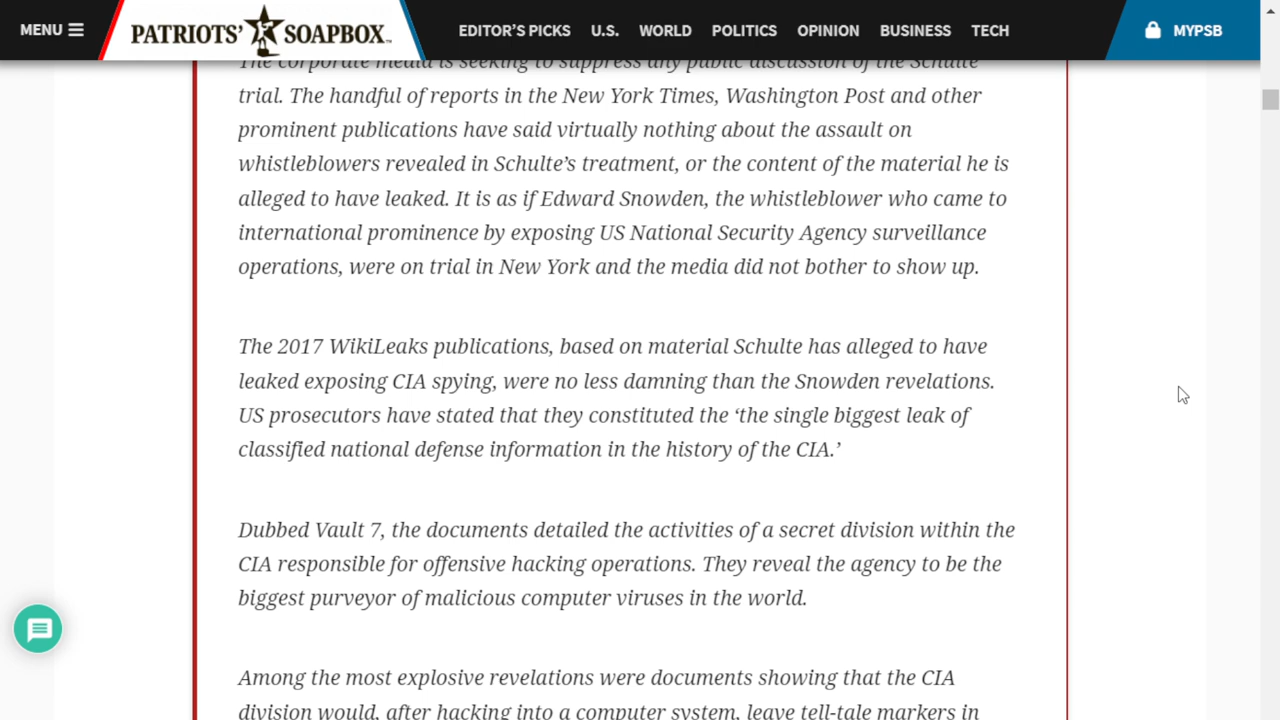 MENU
PATRIOTS' SOAPBOX
EDITOR'S PICKS U.S. WORLD POLITICS OPINION BUSINESS TECH
MYPSB
The corporate media is seeking to suppress any public discussion of the Schulte
trial. The handful of reports in the New York Times, Washington Post and other
prominent publications have said virtually nothing about the assault on
whistleblowers revealed in Schulte’s treatment, or the content of the material he is
alleged to have leaked. It is as if Edward Snowden, the whistleblower who came to
international prominence by exposing US National Security Agency surveillance
operations, were on trial in New York and the media did not bother to show up.
The 2017 WikiLeaks publications, based on material Schulte has alleged to have
leaked exposing CIA spying, were no less damning than the Snowden revelations.
US prosecutors have stated that they constituted the ‘the single biggest leak of
classified national defense information in the history of the CIA.’
Dubbed Vault 7, the documents detailed the activities of a secret division within the
CIA responsible for offensive hacking operations. They reveal the agency to be the
biggest purveyor of malicious computer viruses in the world.
Among the most explosive revelations were documents showing that the CIA
division would, after hacking into a computer system, leave tell-tale markers in